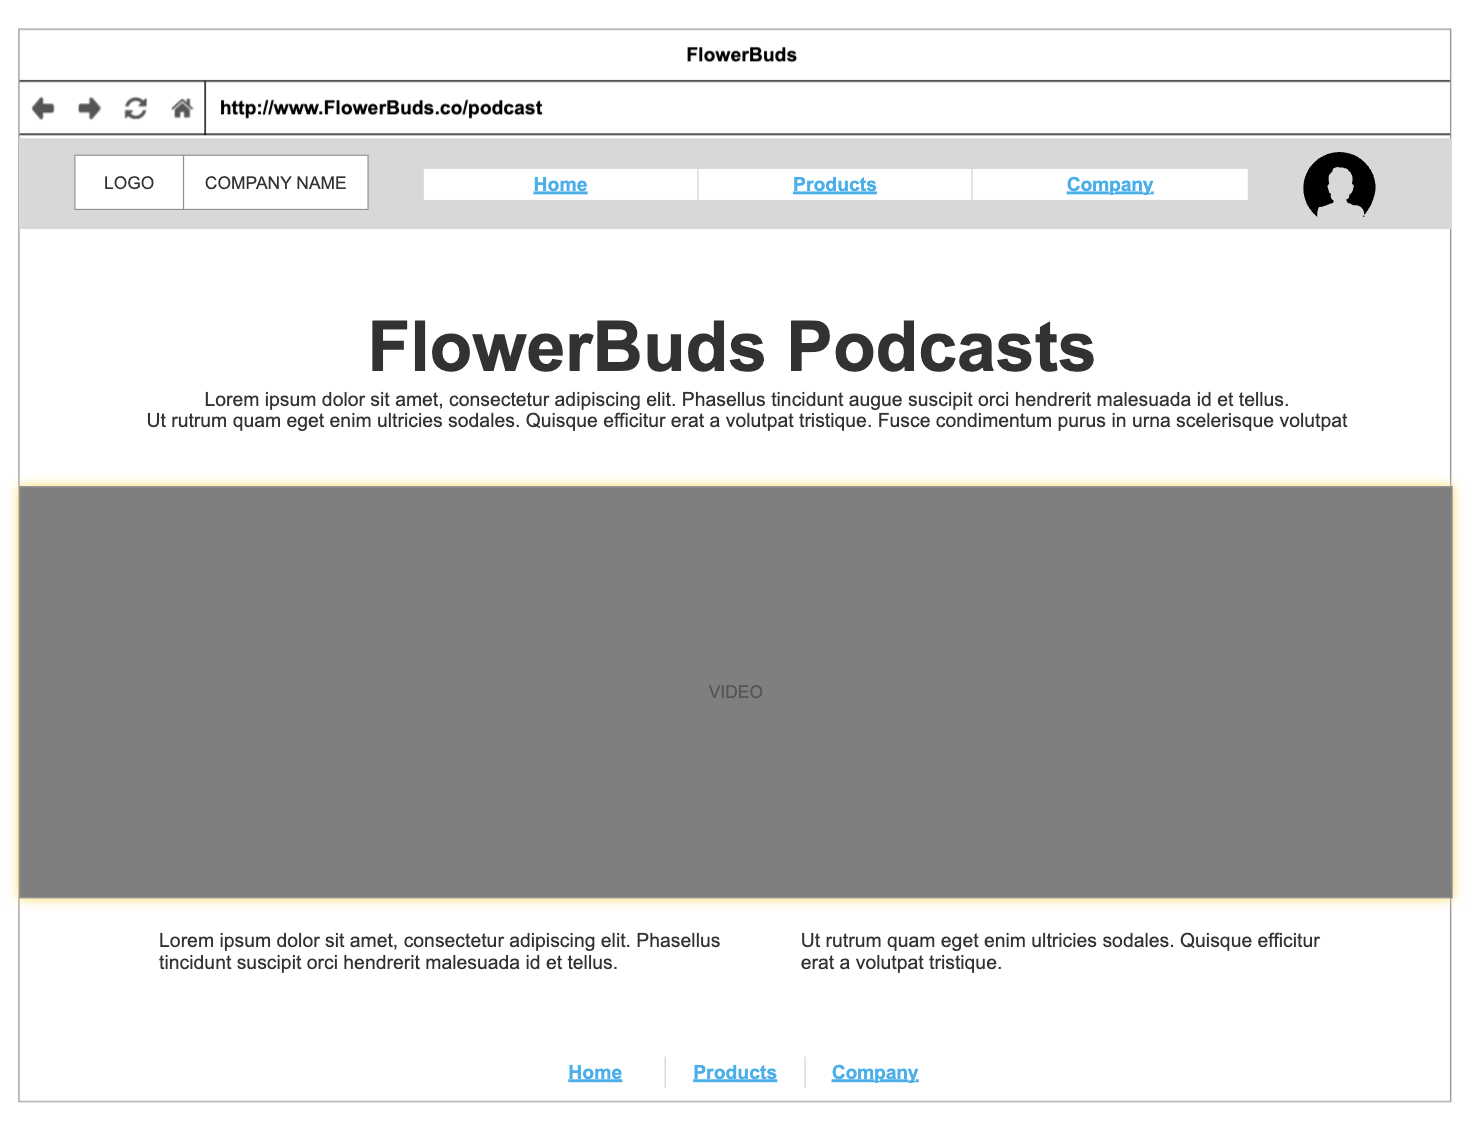 FlowerBuds
http://www.FlowerBuds.co/podcast
LOGO COMPANY NAME Home Products Company
FlowerBuds Podcasts
Lorem ipsum dolor sit amet, consectetur adipiscing elit. Phasellus tincidunt augue suscipit orci hendrerit malesuada id et tellus.
Ut rutrum quam eget enim ultricies sodales. Quisque efficitur erat a volutpat tristique. Fusce condimentum purus in urna scelerisque volutpat
VIDEO
Lorem ipsum dolor sit amet, consectetur adipiscing elit. Phasellus
tincidunt suscipit orci hendrerit malesuada id et tellus.
Ut rutrum quam eget enim ultricies sodales. Quisque efficitur
erat a volutpat tristique.
Home Products Company